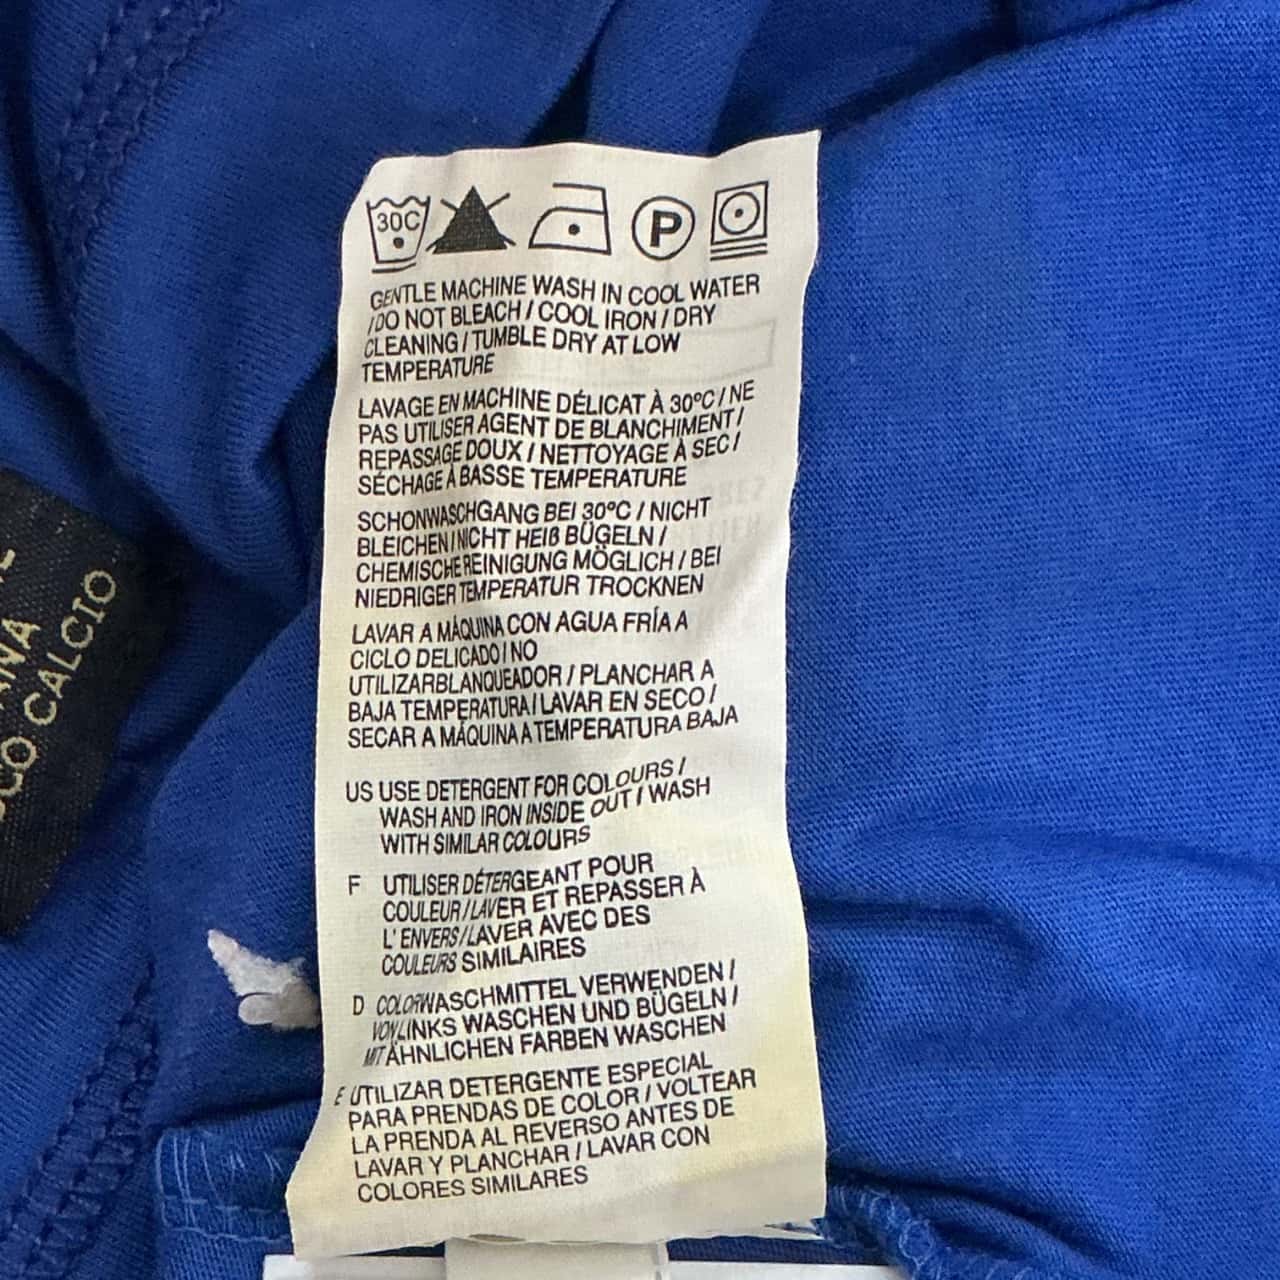 30C
P
GENTLE MACHINE WASH IN COOL WATER
/DO NOT BLEACH / COOL IRON / DRY
CLEANING / TUMBLE DRY AT LOW
TEMPERATURE
LAVAGE EN MACHINE DÉLICAT À 30ºC / NE
PAS UTILISER AGENT DE BLANCHIMENT /
REPASSAGE DOUX / NETTOYAGE À SEC /
SÉCHAGE À BASSE TEMPERATURE
SCHONWASCHGANG BEI 30ºC / NICHT
BLEICHEN / NICHT HEIß BÜGELN /
CHEMISCHE REINIGUNG MÖGLICH / BEI
NIEDRIGER TEMPERATUR TROCKNEN
LAVAR A MÁQUINA CON AGUA FRÍA A
CICLO DELICADO / NO
UTILIZARBLANQUEADOR / PLANCHAR A
BAJA TEMPERATURA / LAVAR EN SECO /
SECAR A MÁQUINA A TEMPERATURA BAJA
US USE DETERGENT FOR COLOURS /
WASH AND IRON INSIDE OUT / WASH
WITH SIMILAR COLOURS
F UTILISER DÉTERGEANT POUR
COULEUR / LAVER ET REPASSER À
L' ENVERS / LAVER AVEC DES
COULEURS SIMILAIRES
D COLORWASCHMITTEL VERWENDEN /
VON LINKS WASCHEN UND BÜGELN /
MIT ÄHNLICHEN FARBEN WASCHEN
E UTILIZAR DETERGENTE ESPECIAL
PARA PRENDAS DE COLOR / VOLTEAR
LA PRENDA AL REVERSO ANTES DE
LAVAR Y PLANCHAR / LAVAR CON
COLORES SIMILARES
CALCIO